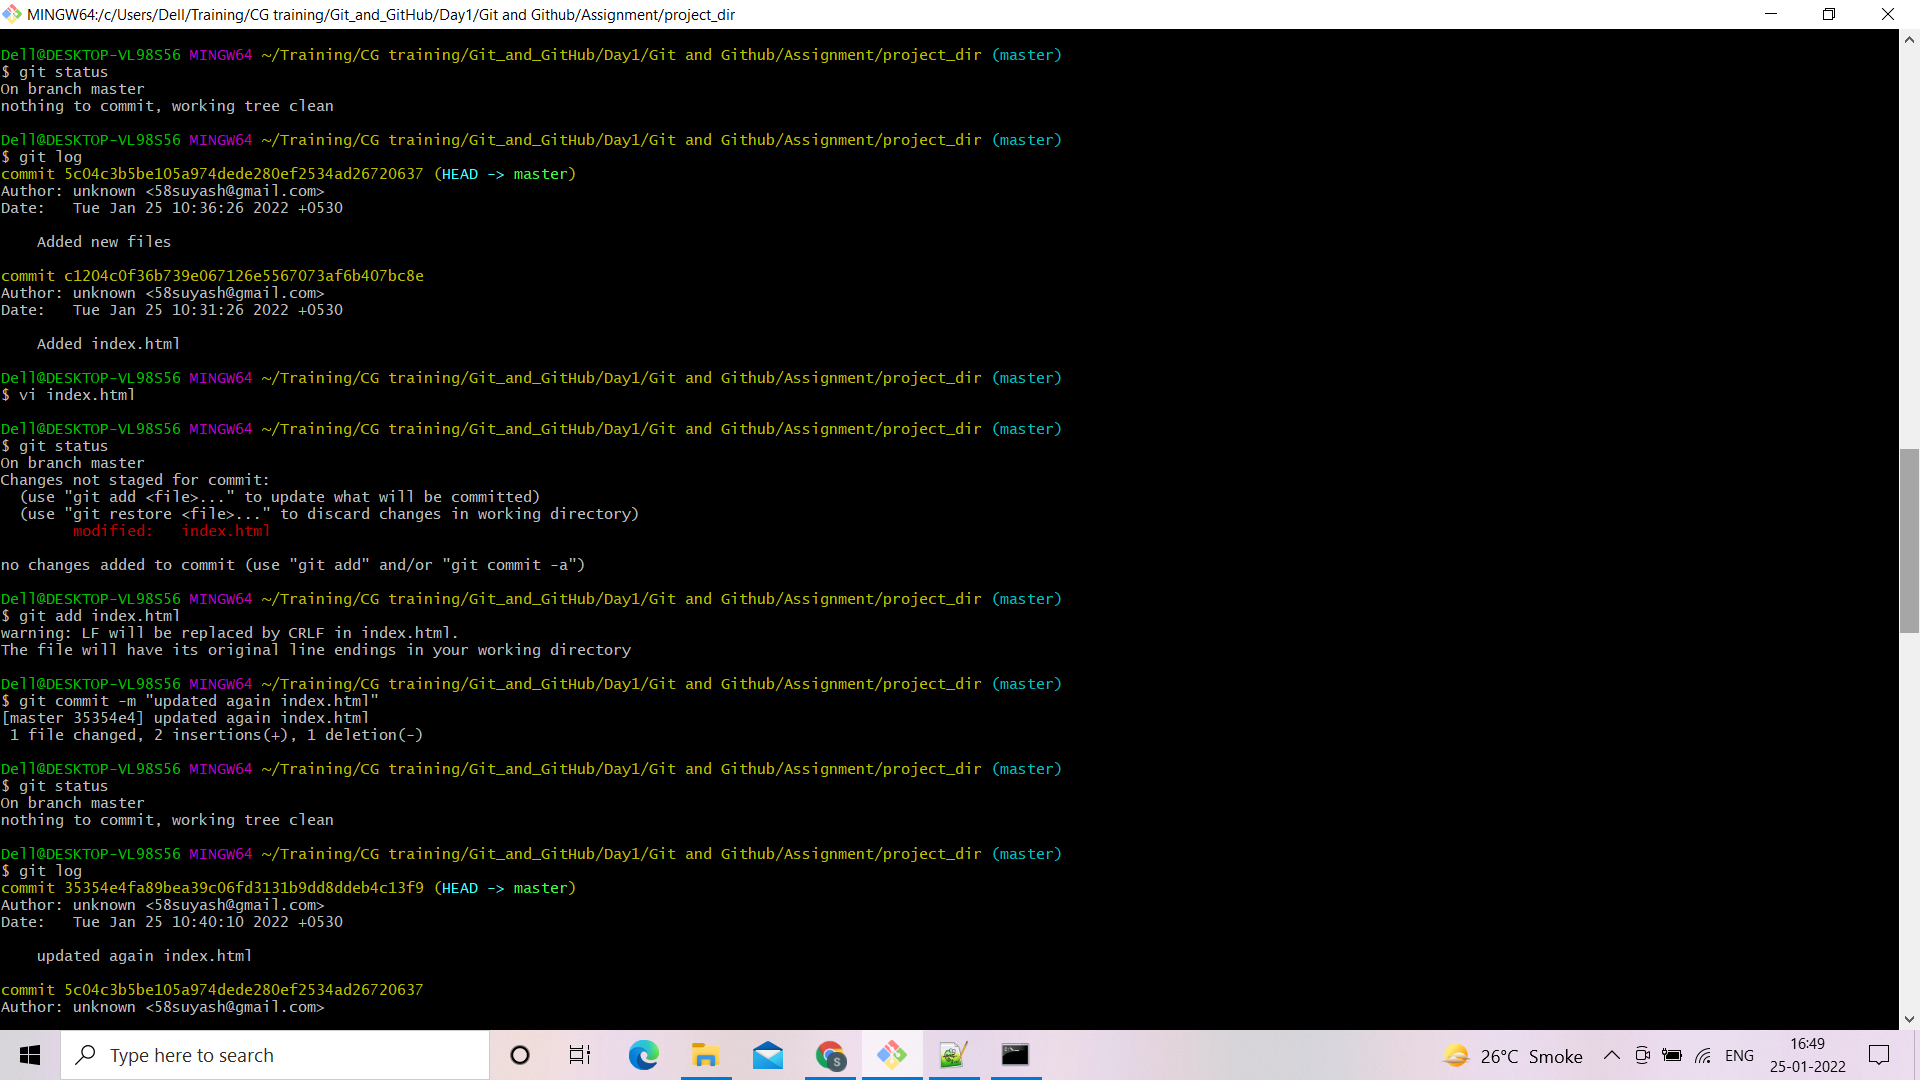 MINGW64:/c/Users/Dell/Training/CG training/Git_and_GitHub/Day1/Git and Github/Assignment/project_dir
Dell@DESKTOP-VL98S56 MINGW64 ~/Training/CG training/Git_and_GitHub/Day1/Git and Github/Assignment/project_dir (master)
$ git status
On branch master
nothing to commit, working tree clean
Dell@DESKTOP-VL98S56 MINGW64 ~/Training/CG training/Git_and_GitHub/Day1/Git and Github/Assignment/project_dir (master)
$ git log
commit 5c04c3b5be105a974dede280ef2534ad26720637 (HEAD -> master)
Author: unknown <58suyash@gmail.com>
Date:   Tue Jan 25 10:36:26 2022 +0530
    Added new files
commit c1204c0f36b739e067126e5567073af6b407bc8e
Author: unknown <58suyash@gmail.com>
Date:   Tue Jan 25 10:31:26 2022 +0530
    Added index.html
Dell@DESKTOP-VL98S56 MINGW64 ~/Training/CG training/Git_and_GitHub/Day1/Git and Github/Assignment/project_dir (master)
$ vi index.html
Dell@DESKTOP-VL98S56 MINGW64 ~/Training/CG training/Git_and_GitHub/Day1/Git and Github/Assignment/project_dir (master)
$ git status
On branch master
Changes not staged for commit:
  (use "git add <file>..." to update what will be committed)
  (use "git restore <file>..." to discard changes in working directory)
        modified:   index.html
no changes added to commit (use "git add" and/or "git commit -a")
Dell@DESKTOP-VL98S56 MINGW64 ~/Training/CG training/Git_and_GitHub/Day1/Git and Github/Assignment/project_dir (master)
$ git add index.html
warning: LF will be replaced by CRLF in index.html.
The file will have its original line endings in your working directory
Dell@DESKTOP-VL98S56 MINGW64 ~/Training/CG training/Git_and_GitHub/Day1/Git and Github/Assignment/project_dir (master)
$ git commit -m "updated again index.html"
[master 35354e4] updated again index.html
 1 file changed, 2 insertions(+), 1 deletion(-)
Dell@DESKTOP-VL98S56 MINGW64 ~/Training/CG training/Git_and_GitHub/Day1/Git and Github/Assignment/project_dir (master)
$ git status
On branch master
nothing to commit, working tree clean
Dell@DESKTOP-VL98S56 MINGW64 ~/Training/CG training/Git_and_GitHub/Day1/Git and Github/Assignment/project_dir (master)
$ git log
commit 35354e4fa89bea39c06fd3131b9dd8ddeb4c13f9 (HEAD -> master)
Author: unknown <58suyash@gmail.com>
Date:   Tue Jan 25 10:40:10 2022 +0530
    updated again index.html
commit 5c04c3b5be105a974dede280ef2534ad26720637
Author: unknown <58suyash@gmail.com>
Type here to search
S
26°C Smoke
ENG
16:49
25-01-2022